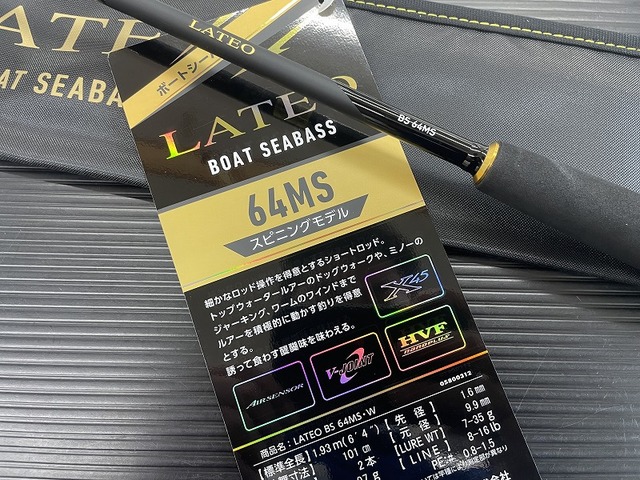 LATEO
BOAT SEABASS
LATEO
BS 64MS
LATEO
BOAT SEABASS
64MS
スピニングモデル
細かなロッド操作を得意とするショートロッド。
トップウォータールアーのドッグウォークや、ミノーの
ジャーキング、ワームのワインドまで
ルアーを積極的に動かす釣りを得意
とする。
誘って食わす醍醐味を味わえる。
X45
HVF
NANOPLUS
V-JOINT
AIRSENSOR
05800312
商品名: LATEO BS 64MS・W
【標準全長】1.93m(6'4")【先 径】 1.6㎜
101㎝ 【元 径】 9.9㎜
2本 【LURE WT】 7-35g
97g 【LINE】 8-16lb
PE:# 0.8-1.5